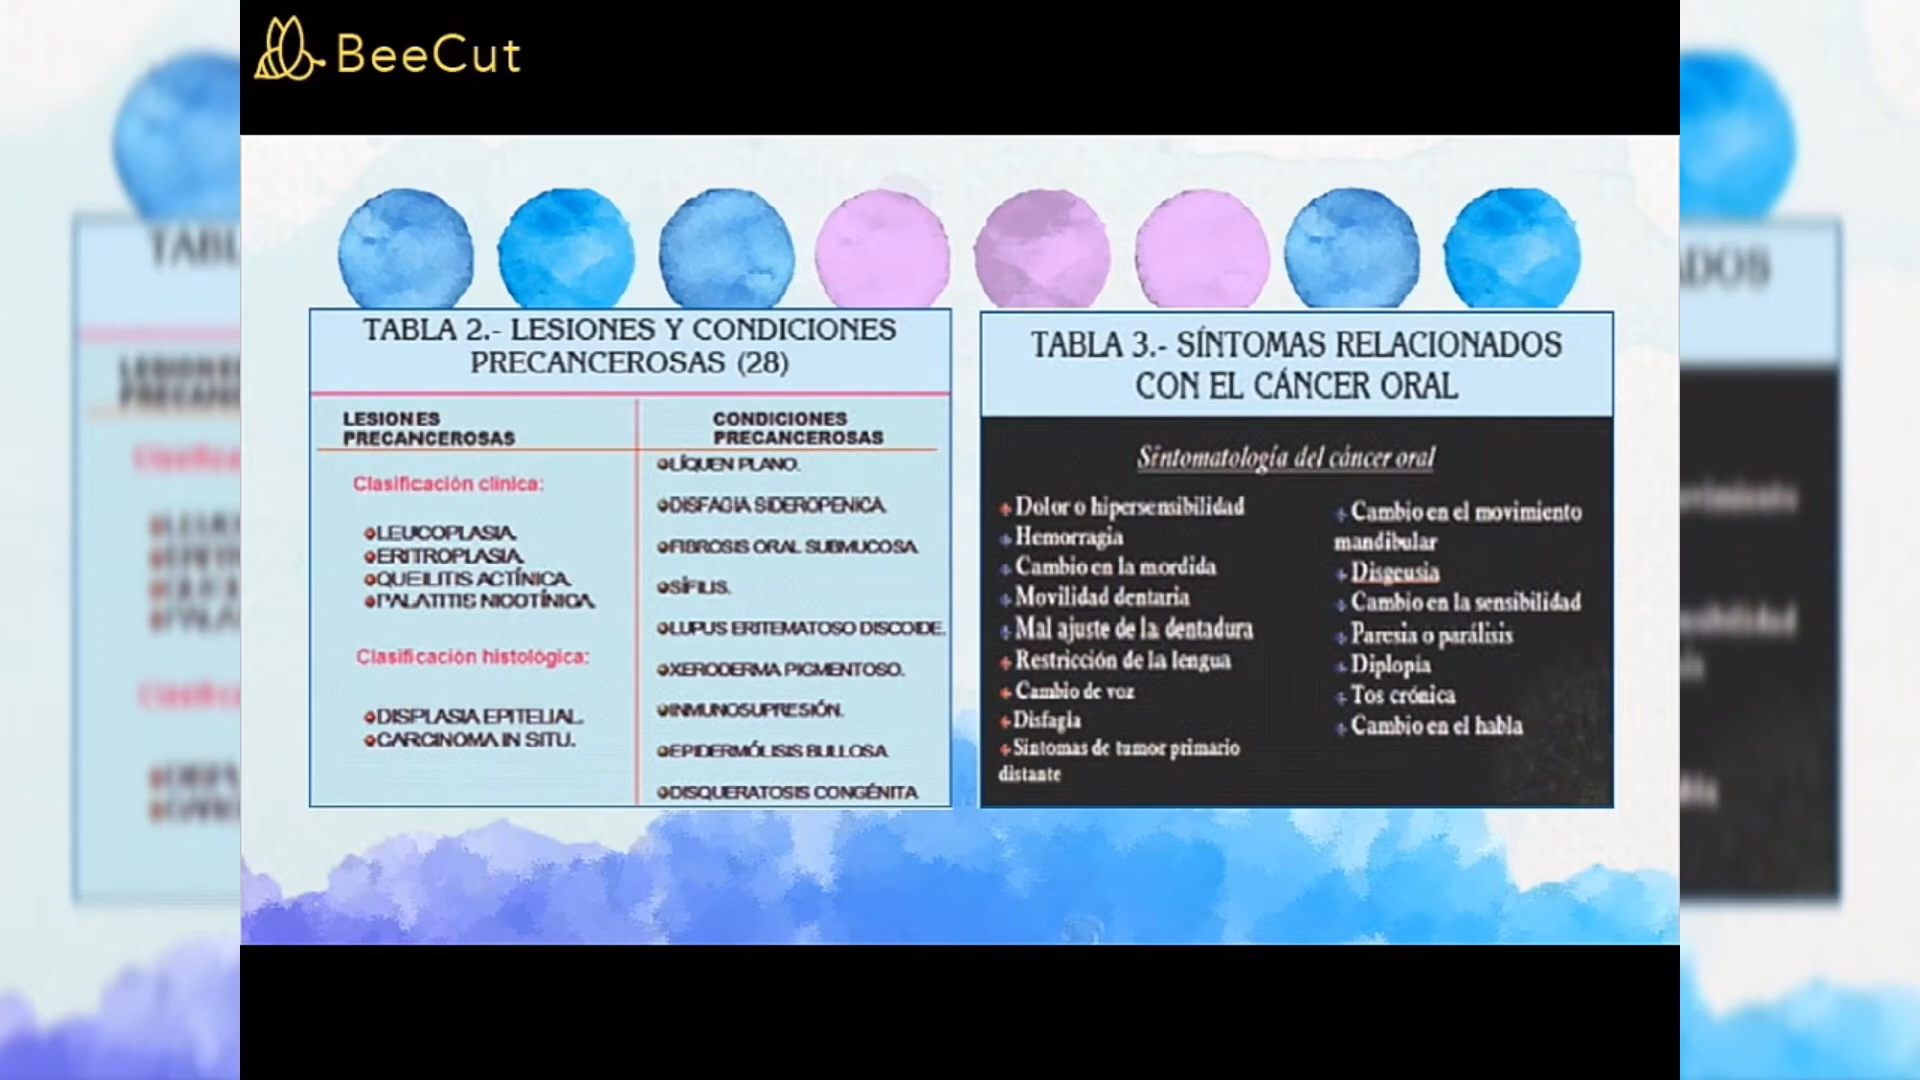 BeeCut
TABLA 2.- LESIONES Y CONDICIONES
PRECANCEROSAS (28)
LESIONES
PRECANCEROSAS
Clasificación clínica:
LEUCOPLASIA.
ERITROPLASIA.
QUEILITIS ACTÍNICA.
PALATITIS NICOTÍNICA.
Clasificación histológica:
DISPLASIA EPITELIAL.
CARCINOMA IN SITU.
CONDICIONES
PRECANCEROSAS
LÍQUEN PLANO.
DISFAGIA SIDEROPENICA.
FIBROSIS ORAL SUBMUCOSA.
SÍFILIS.
LUPUS ERITEMATOSO DISCOIDE.
XERODERMA PIGMENTOSO.
INMUNOSUPRESIÓN.
EPIDERMÓLISIS BULLOSA
DISQUERATOSIS CONGÉNITA
TABLA 3.- SÍNTOMAS RELACIONADOS
CON EL CÁNCER ORAL
Sintomatología del cáncer oral
Dolor o hipersensibilidad
Hemorragia
Cambio en la mordida
Movilidad dentaria
Mal ajuste de la dentadura
Restricción de la lengua
Cambio de voz
Disfagia
Sintomas de tumor primario
distante
Cambio en el movimiento
mandibular
Disgeusia
Cambio en la sensibilidad
Paresia o parálisis
Diplopía
Tos crónica
Cambio en el habla